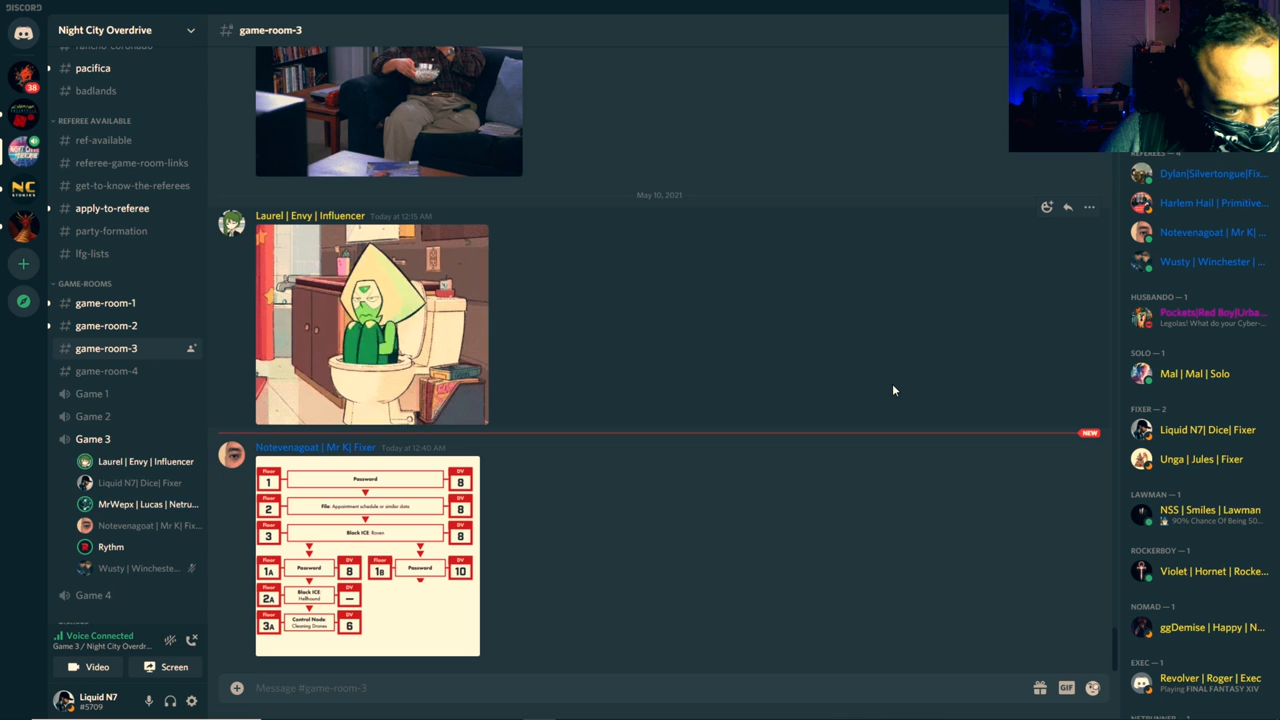 DISCORD
Night City Overdrive
game-room-3
pacifica
badlands
REFEREE AVAILABLE
ref-available
referee-game-room-links
get-to-know-the-referees
apply-to-referee
party-formation
lfg-lists
GAME-ROOMS
game-room-1
game-room-2
game-room-3
game-room-4
Game 1
Game 2
Game 3
Laurel | Envy | Influencer
Liquid N7| Dice| Fixer
MrWepx | Lucas | Netru...
Notevenagoat | Mr K| Fix...
Rythm
Wusty | Wincheste...
Game 4
Voice Connected
Game 3 / Night City Overdr...
Video
Screen
Liquid N7
#5709
38
NC
May 10, 2021
Laurel | Envy | Influencer Today at 12:15 AM
NEW
Notevenagoat | Mr K| Fixer Today at 12:40 AM
Floor 1 Password DV 8
Floor 2 File: Appointment schedule or similar data DV 8
Floor 3 Black ICE: Raven DV 8
Floor 1A Password DV 8 Floor 1B Password DV 10
Floor 2A Black ICE: Hellhound DV —
Floor 3A Control Node: Cleaning Drones DV 6
Message #game-room-3
GIF
REFEREES — 4
Dylan|Silvertongue|Fix...
Harlem Hail | Primitive...
Notevenagoat | Mr K| ...
Wusty | Winchester | ...
HUSBANDO — 1
Pockets|Red Boy|Urba...
Legolas! What do your Cyber-...
SOLO — 1
Mal | Mal | Solo
FIXER — 2
Liquid N7| Dice| Fixer
Unga | Jules | Fixer
LAWMAN — 1
NSS | Smiles | Lawman
90% Chance Of Being 50...
ROCKERBOY — 1
Violet | Hornet | Rocke...
NOMAD — 1
ggDemise | Happy | N...
EXEC — 1
Revolver | Roger | Exec
Playing FINAL FANTASY XIV